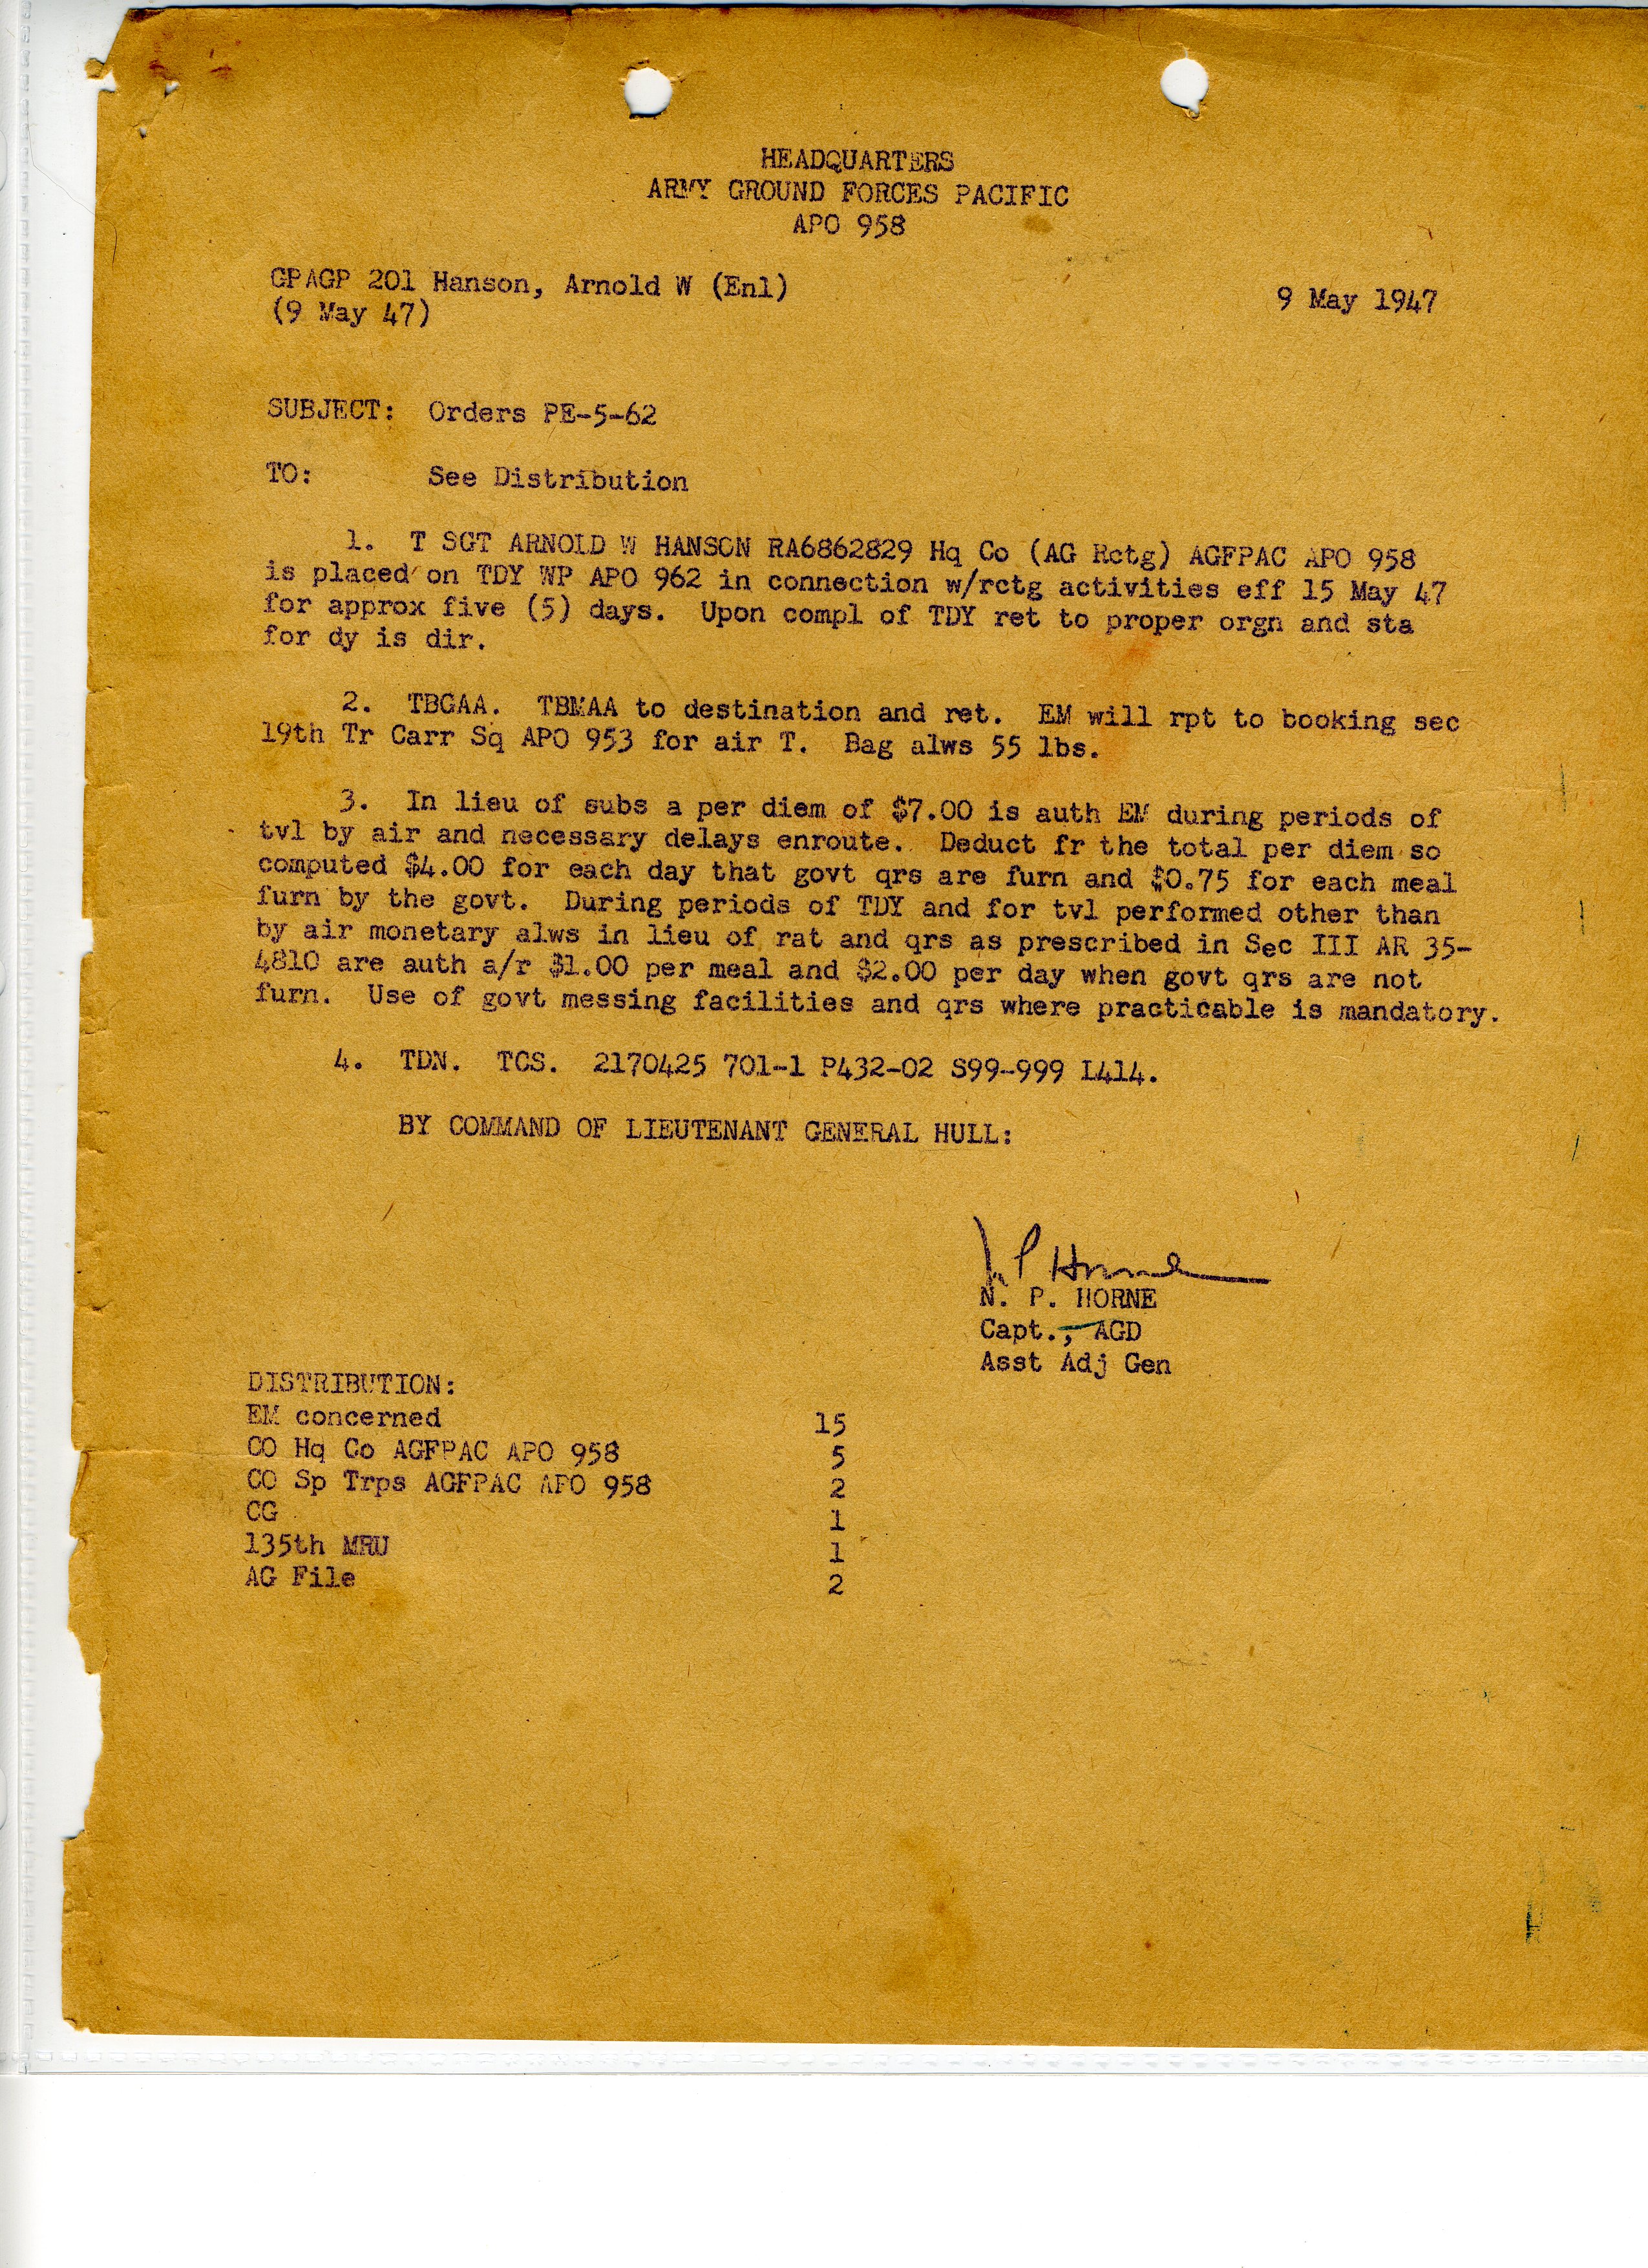 HEADQUARTERS
ARMY GROUND FORCES PACIFIC
APO 958
GPAGP 201 Hanson, Arnold W (Enl)
(9 May 47)
9 May 1947
SUBJECT: Orders PE-5-62
TO: See Distribution
1. T SGT ARNOLD W HANSON RA6862829 Hq Co (AG Rctg) AGFPAC APO 958
is placed on TDY WP APO 962 in connection w/rctg activities eff 15 May 47
for approx five (5) days. Upon compl of TDY ret to proper orgn and sta
for dy is dir.
2. TBGAA. TBMAA to destination and ret. EM will rpt to booking sec
19th Tr Carr Sq APO 953 for air T. Bag alws 55 lbs.
3. In lieu of subs a per diem of $7.00 is auth EM during periods of
tvl by air and necessary delays enroute. Deduct fr the total per diem so
computed $4.00 for each day that govt qrs are furn and $0.75 for each meal
furn by the govt. During periods of TDY and for tvl performed other than
by air monetary alws in lieu of rat and qrs as prescribed in Sec III AR 35-
4810 are auth a/r $1.00 per meal and $2.00 per day when govt qrs are not
furn. Use of govt messing facilities and qrs where practicable is mandatory.
4. TDN. TCS. 2170425 701-1 P432-02 S99-999 L414.
BY COMMAND OF LIEUTENANT GENERAL HULL:
N P Horne
N. P. HORNE
Capt., AGD
Asst Adj Gen
DISTRIBUTION:
EM concerned 15
CO Hq Co AGFPAC APO 958 5
CO Sp Trps AGFPAC APO 958 2
CG 1
135th MRU 1
AG File 2